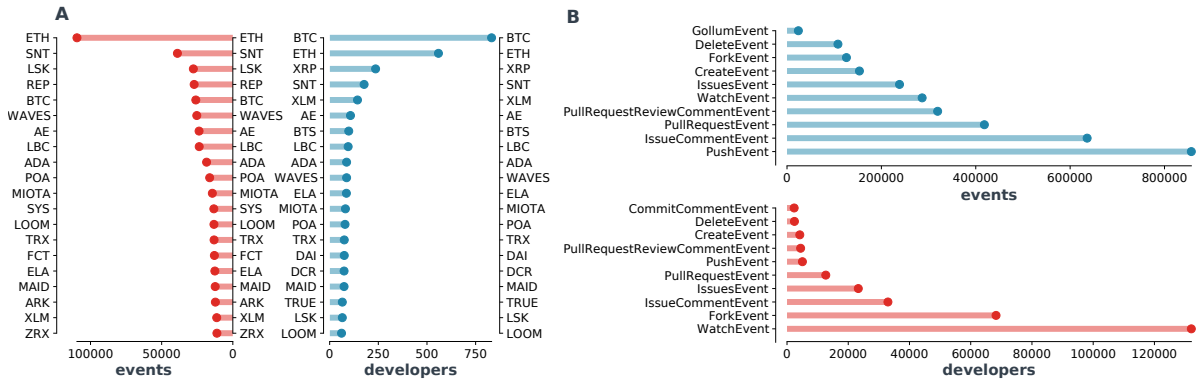 A
ETH ETH BTC BTC
SNT SNT ETH ETH
LSK LSK XRP XRP
REP REP SNT SNT
BTC BTC XLM XLM
WAVES WAVES AE AE
AE AE BTS BTS
LBC LBC LBC LBC
ADA ADA ADA ADA
POA POA WAVES WAVES
MIOTA MIOTA ELA ELA
SYS SYS MIOTA MIOTA
LOOM LOOM POA POA
TRX TRX TRX TRX
FCT FCT DAI DAI
ELA ELA DCR DCR
MAID MAID MAID MAID
ARK ARK TRUE TRUE
XLM XLM LSK LSK
ZRX ZRX LOOM LOOM
100000 50000 0 0 250 500 750
events developers
B
GollumEvent
DeleteEvent
ForkEvent
CreateEvent
IssuesEvent
WatchEvent
PullRequestReviewCommentEvent
PullRequestEvent
IssueCommentEvent
PushEvent
0 200000 400000 600000 800000
events
CommitCommentEvent
DeleteEvent
CreateEvent
PullRequestReviewCommentEvent
PushEvent
PullRequestEvent
IssuesEvent
IssueCommentEvent
ForkEvent
WatchEvent
0 20000 40000 60000 80000 100000 120000
developers